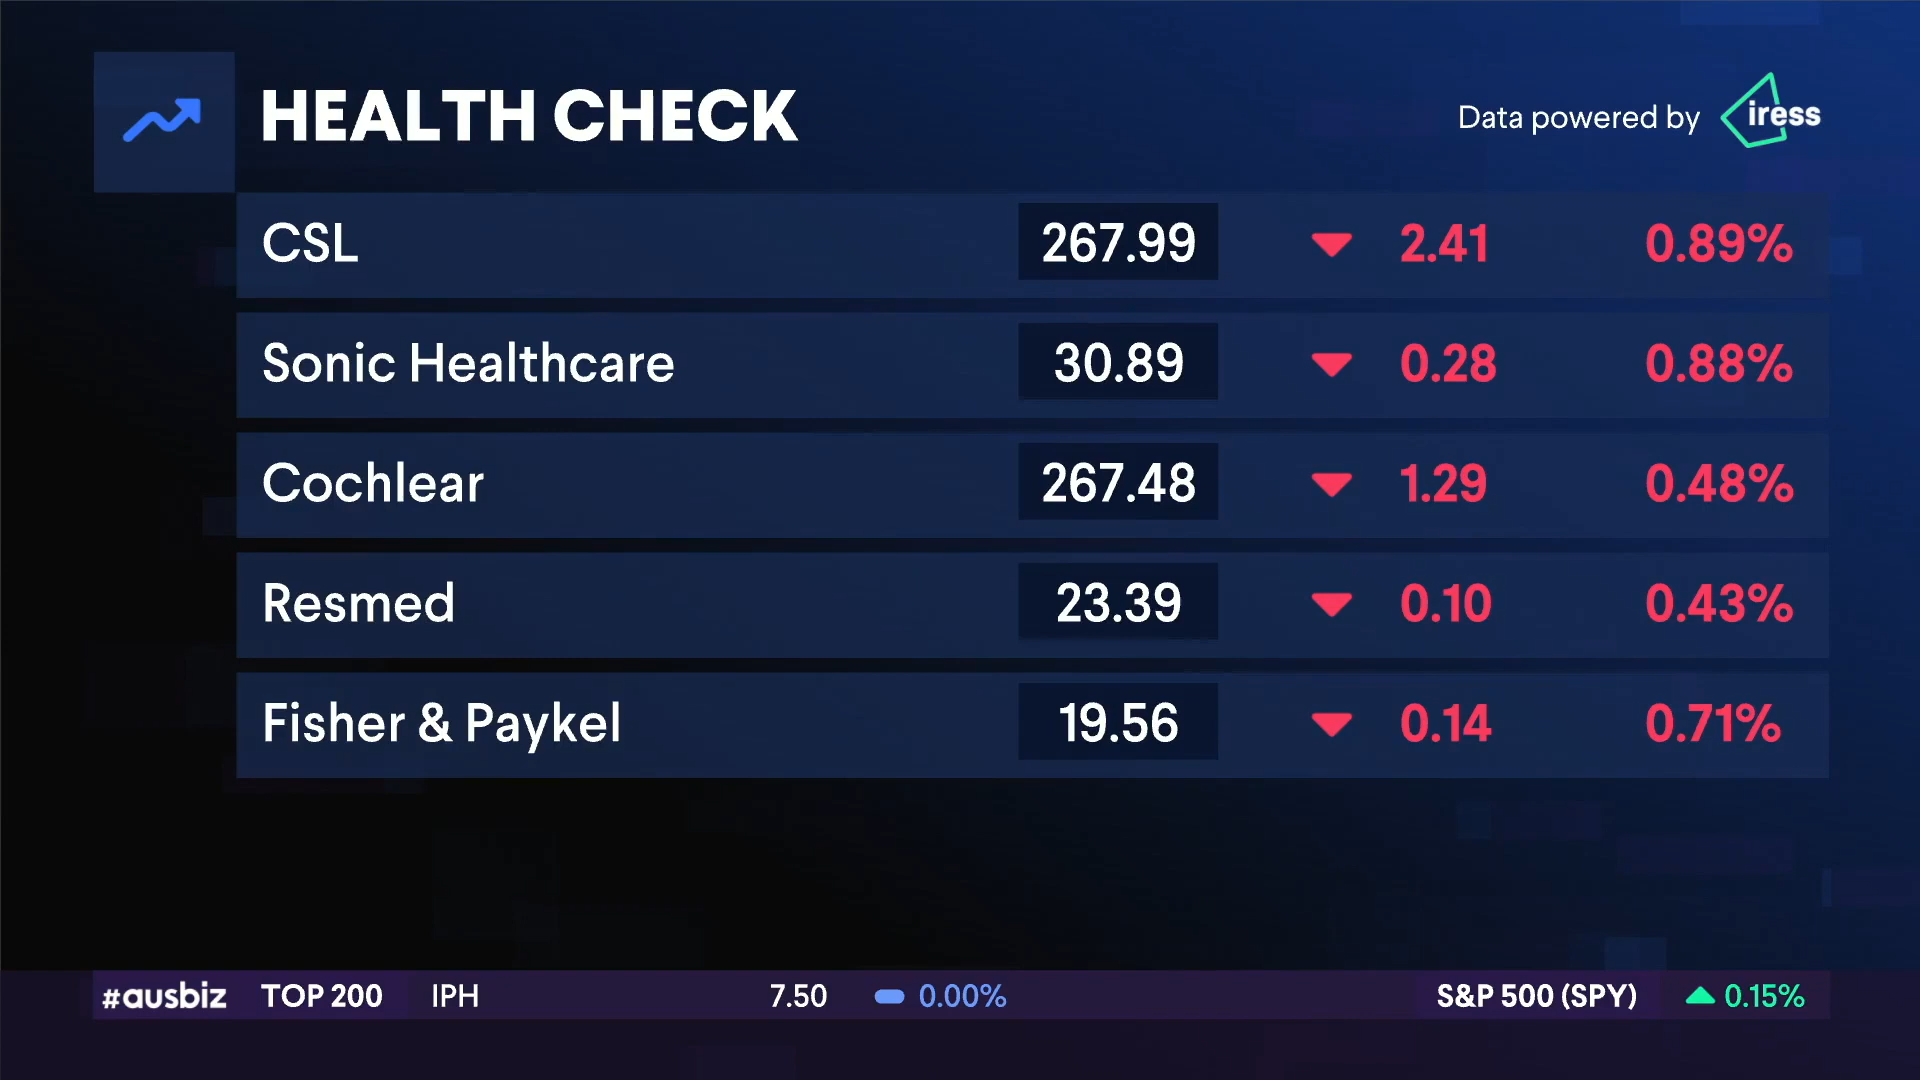 HEALTH CHECK
Data powered by iress
CSL 267.99 2.41 0.89%
Sonic Healthcare 30.89 0.28 0.88%
Cochlear 267.48 1.29 0.48%
Resmed 23.39 0.10 0.43%
Fisher & Paykel 19.56 0.14 0.71%
#ausbiz TOP 200 IPH 7.50 0.00% S&P 500 (SPY) 0.15%